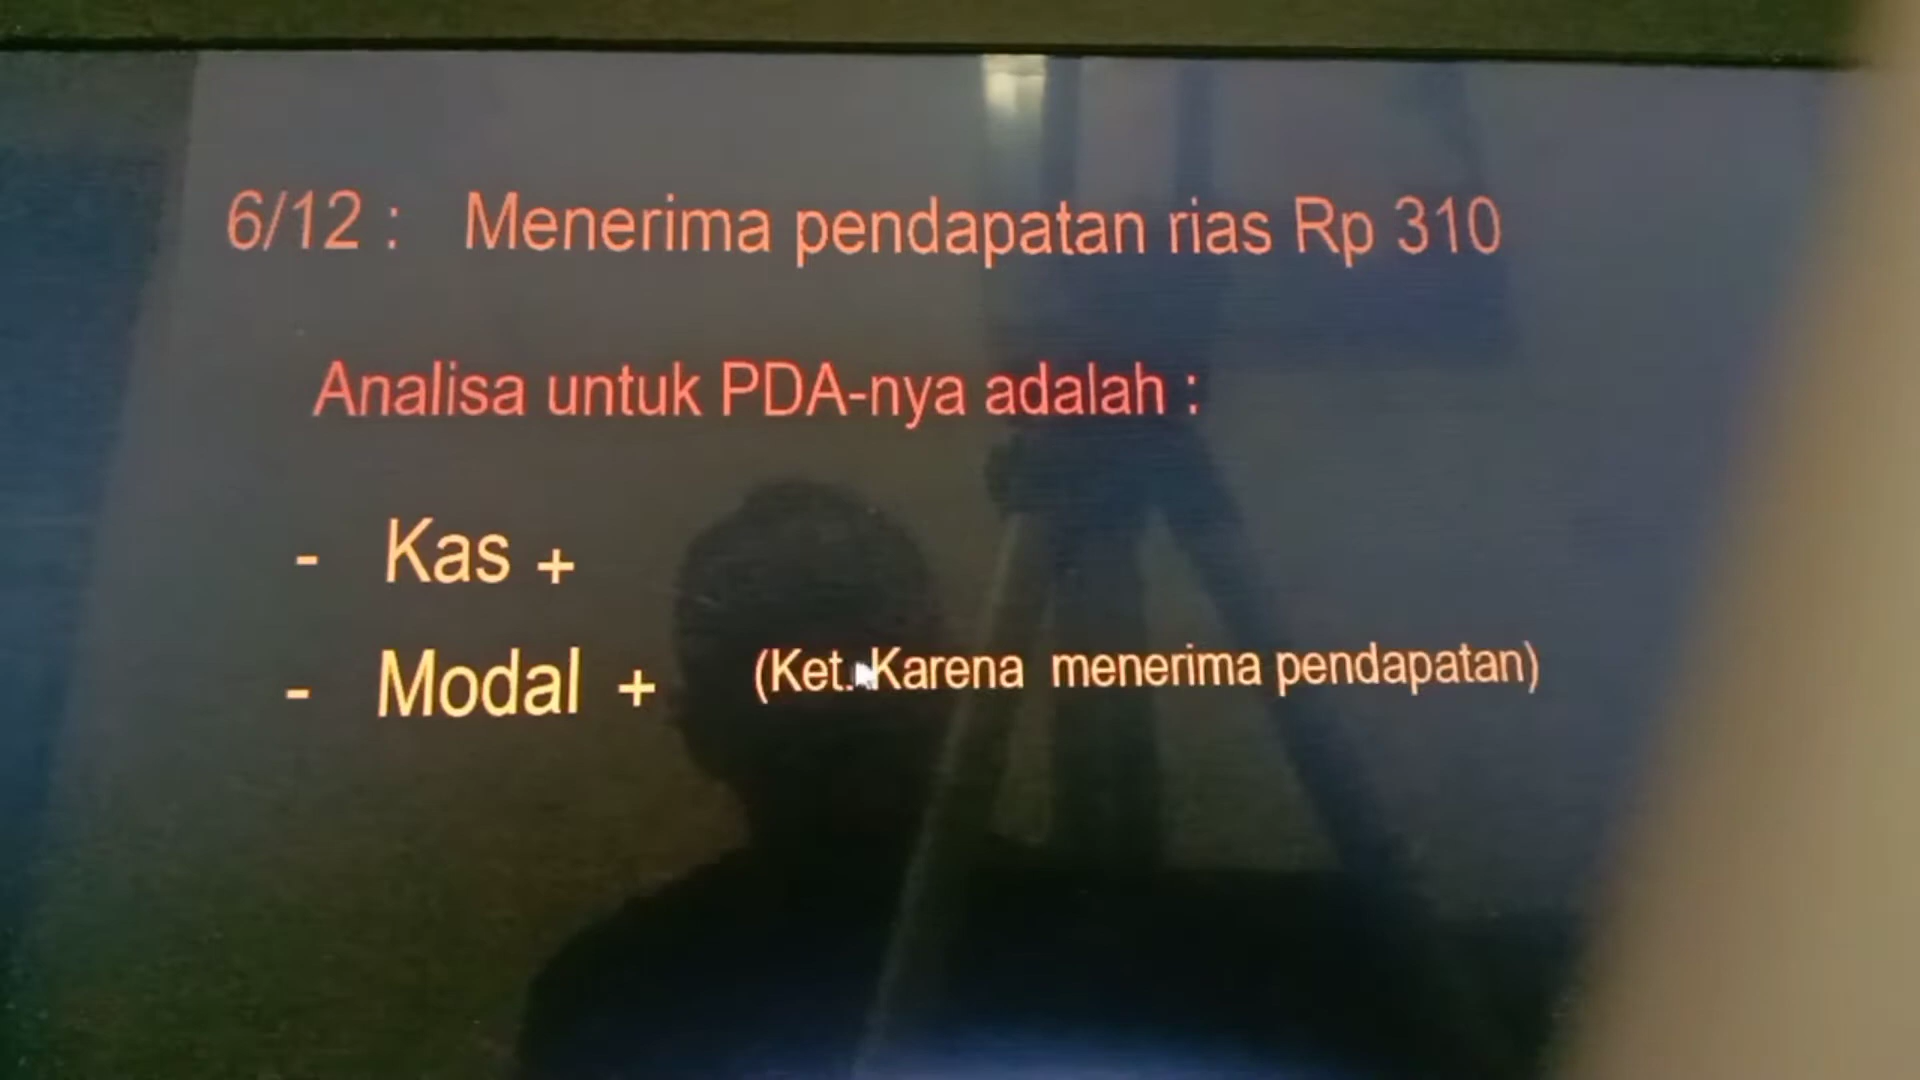 6/12 : Menerima pendapatan rias Rp 310
Analisa untuk PDA-nya adalah :
- Kas +
- Modal + (Ket. Karena menerima pendapatan)